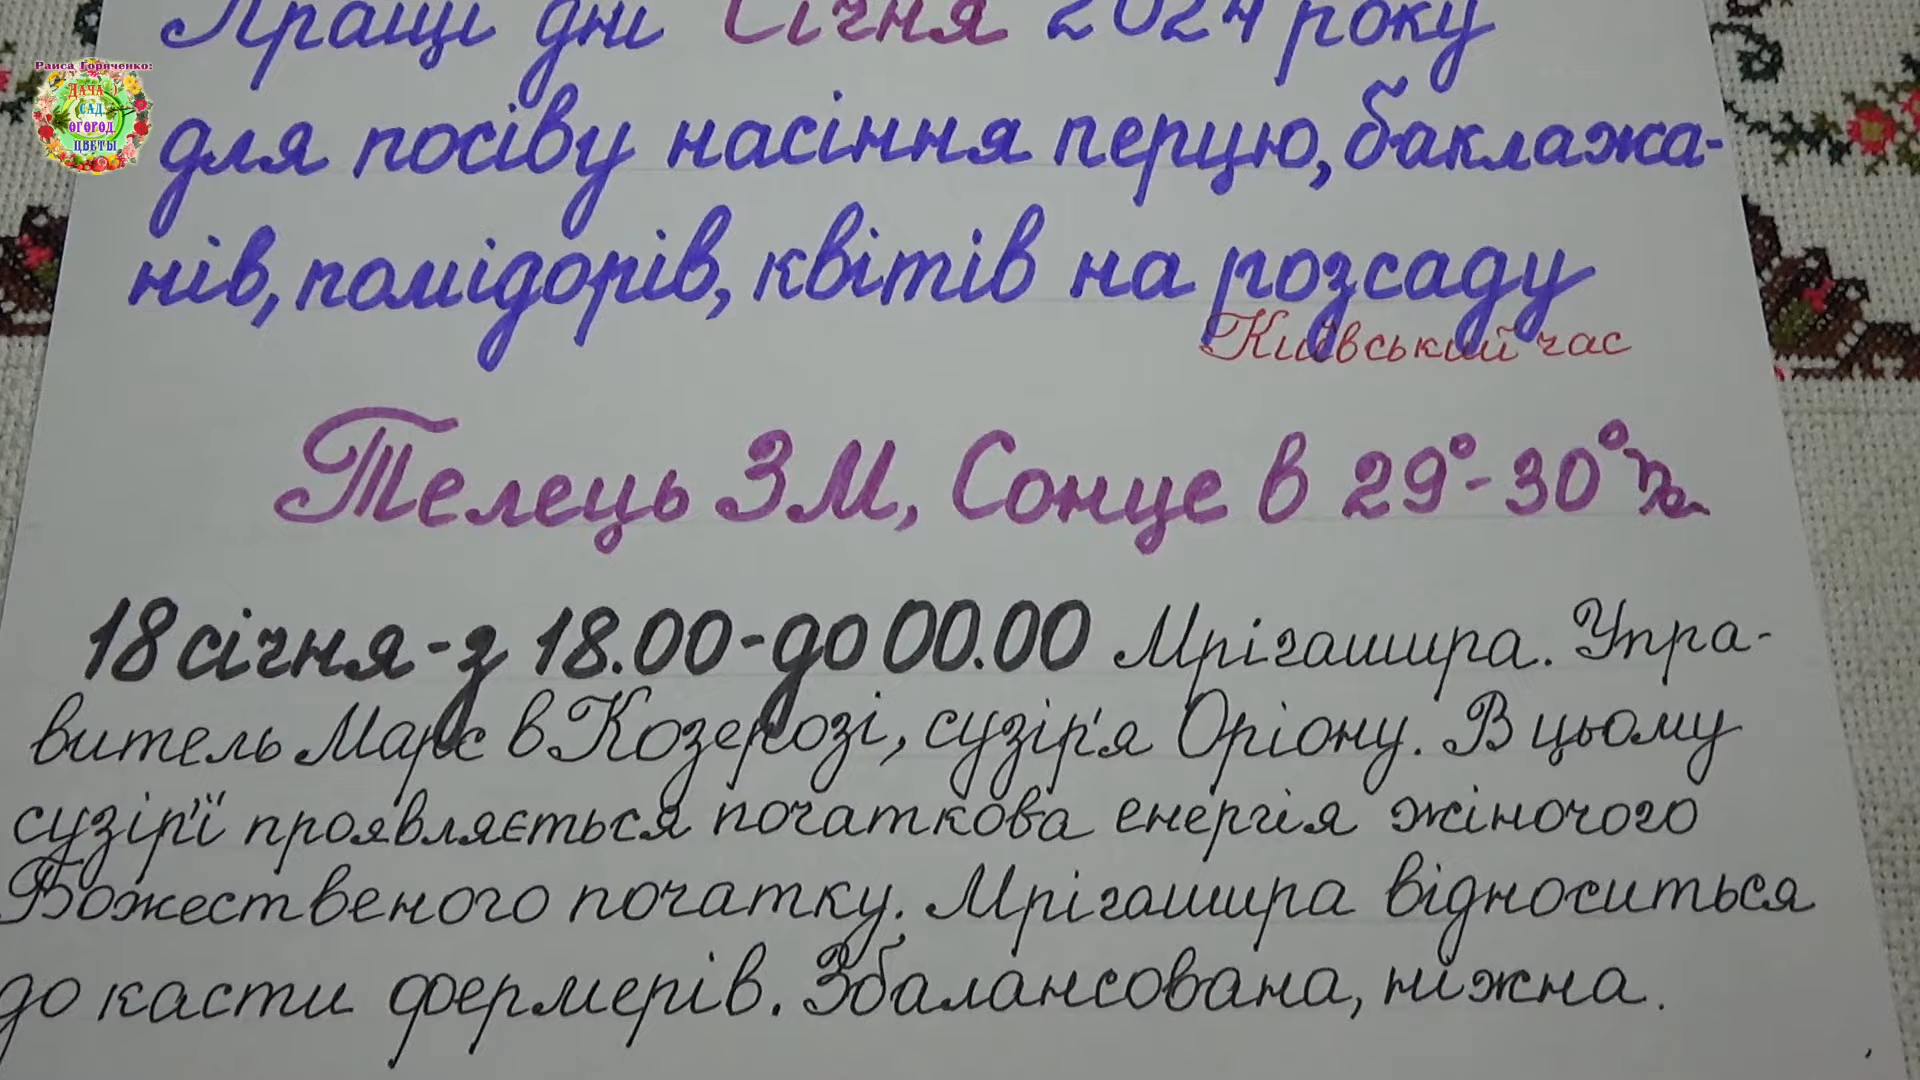 Раиса Горяченко:
ДАЧА
САД
ОГОРОД
ЦВЕТЫ
Кращі дні Січня 2024 року
для посіву насіння перцю, баклажа-
нів, помідорів, квітів на розсаду
Київський час
Телець ЗМ, Сонце в 29°-30°♑
18 січня - з 18.00 - до 00.00 Мрігашира. Упра-
витель Марс в Козерозі, сузір'я Оріону. В цьому
сузір'ї проявляється початкова енергія жіночого
Божественого початку. Мрігашира відноситься
до касти фермерів. Збалансована, ніжна.